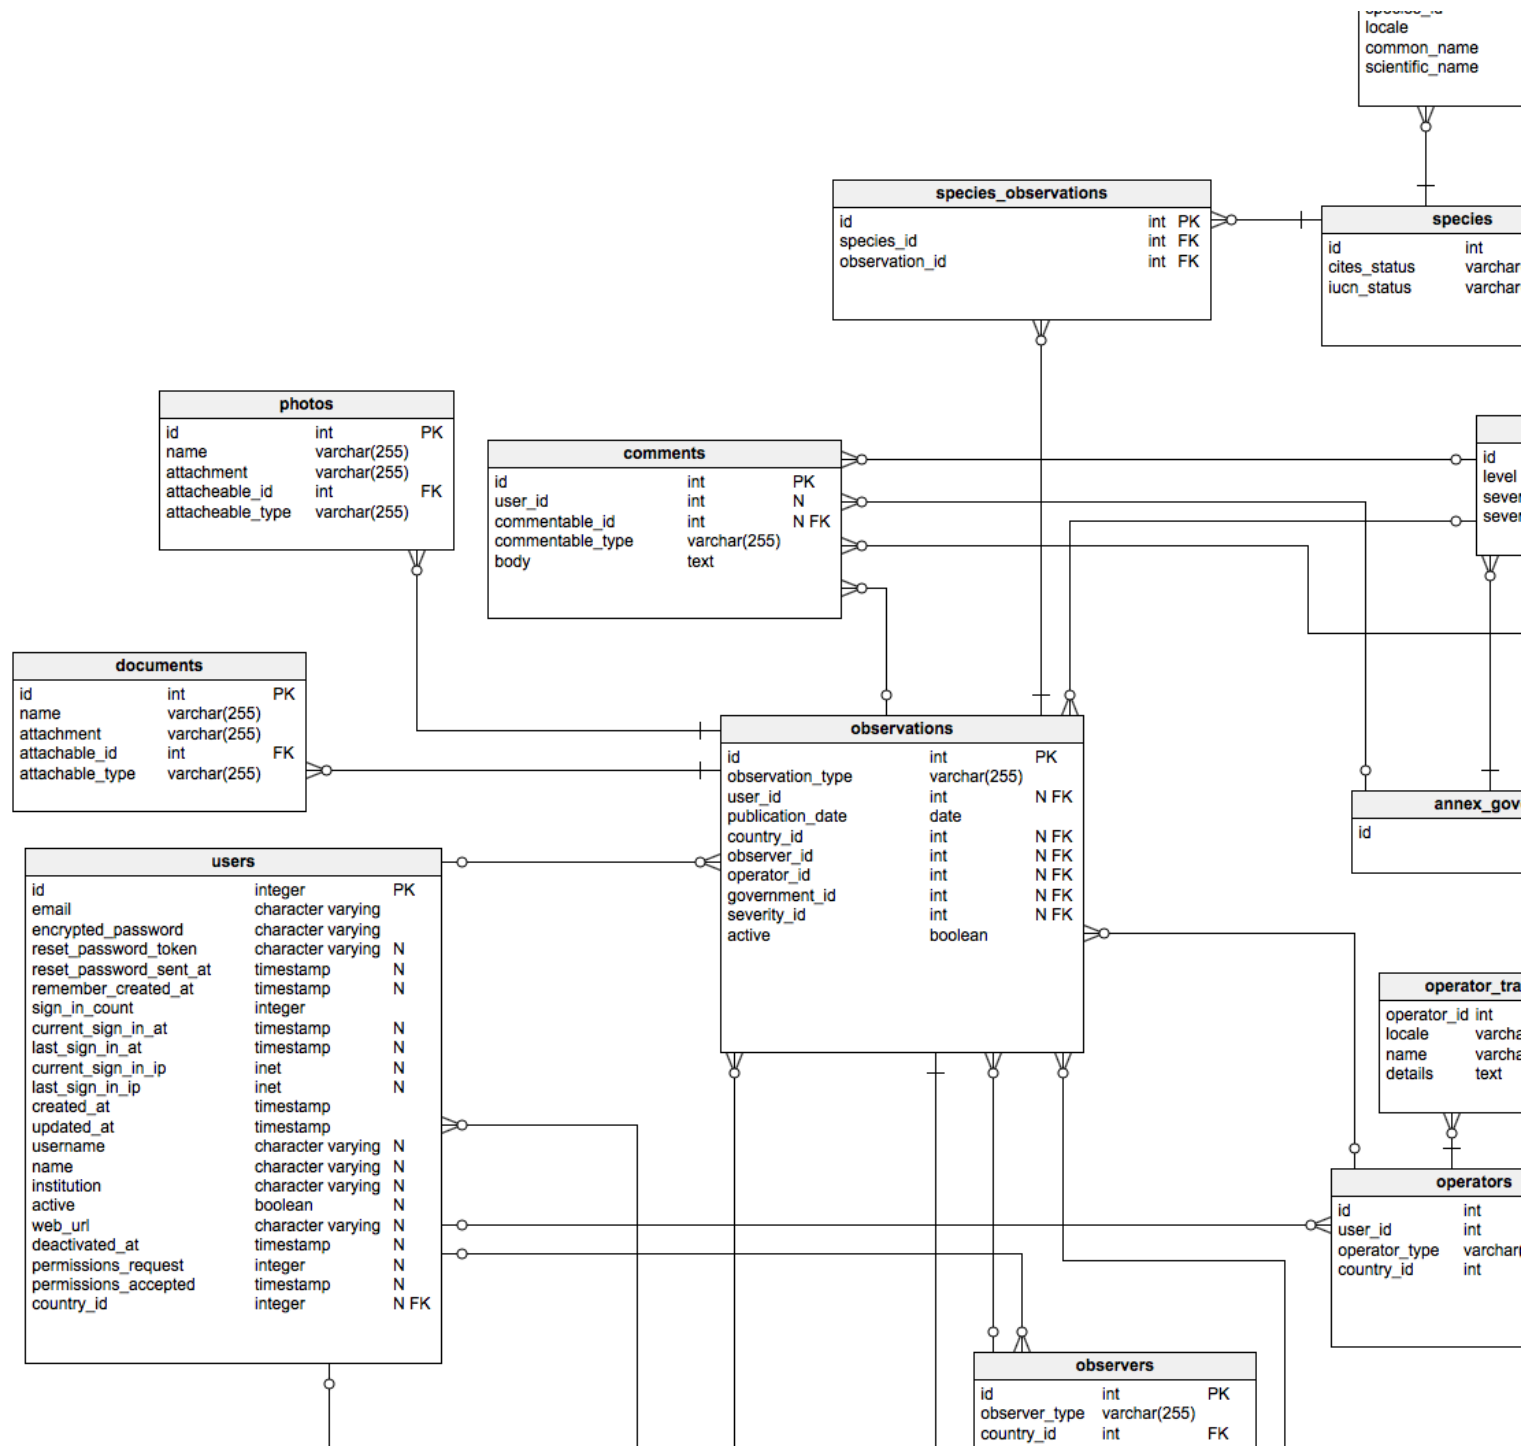 locale
common_name
scientific_name
species_observations
id int PK
species_id int FK
observation_id int FK
species
id int
cites_status varchar
iucn_status varchar
photos
id int PK
name varchar(255)
attachment varchar(255)
attacheable_id int FK
attacheable_type varchar(255)
comments
id int PK
user_id int N
commentable_id int N FK
commentable_type varchar(255)
body text
id
level
sever
sever
documents
id int PK
name varchar(255)
attachment varchar(255)
attachable_id int FK
attachable_type varchar(255)
observations
id int PK
observation_type varchar(255)
user_id int N FK
publication_date date
country_id int N FK
observer_id int N FK
operator_id int N FK
government_id int N FK
severity_id int N FK
active boolean
annex_gov
id
users
id integer PK
email character varying
encrypted_password character varying
reset_password_token character varying N
reset_password_sent_at timestamp N
remember_created_at timestamp N
sign_in_count integer
current_sign_in_at timestamp N
last_sign_in_at timestamp N
current_sign_in_ip inet N
last_sign_in_ip inet N
created_at timestamp
updated_at timestamp
username character varying N
name character varying N
institution character varying N
active boolean N
web_url character varying N
deactivated_at timestamp N
permissions_request integer N
permissions_accepted timestamp N
country_id integer N FK
operator_tra
operator_id int
locale varcha
name varcha
details text
operators
id int
user_id int
operator_type varchar
country_id int
observers
id int PK
observer_type varchar(255)
country_id int FK